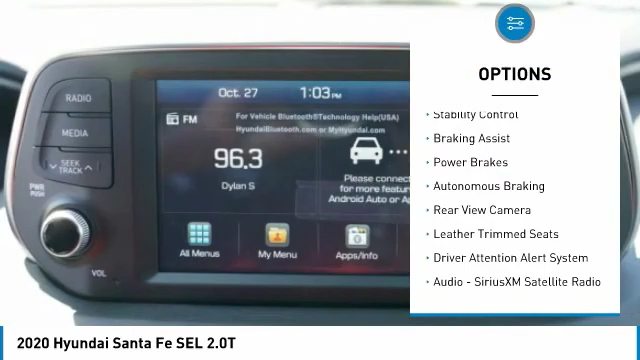 RADIO
MEDIA
SEEK
TRACK
PWR
PUSH
VOL
Oct. 27
1:03 PM
FM
For Vehicle Bluetooth®Technology Help(USA)
HyundaiBluetooth.com or MyHyundai.com
96.3
Dylan S
Please connect
for more featur
Android Auto or Ap
All Menus
My Menu
Apps/Info
OPTIONS
• Stability Control
• Braking Assist
• Power Brakes
• Autonomous Braking
• Rear View Camera
• Leather Trimmed Seats
• Driver Attention Alert System
• Audio - SiriusXM Satellite Radio
2020 Hyundai Santa Fe SEL 2.0T